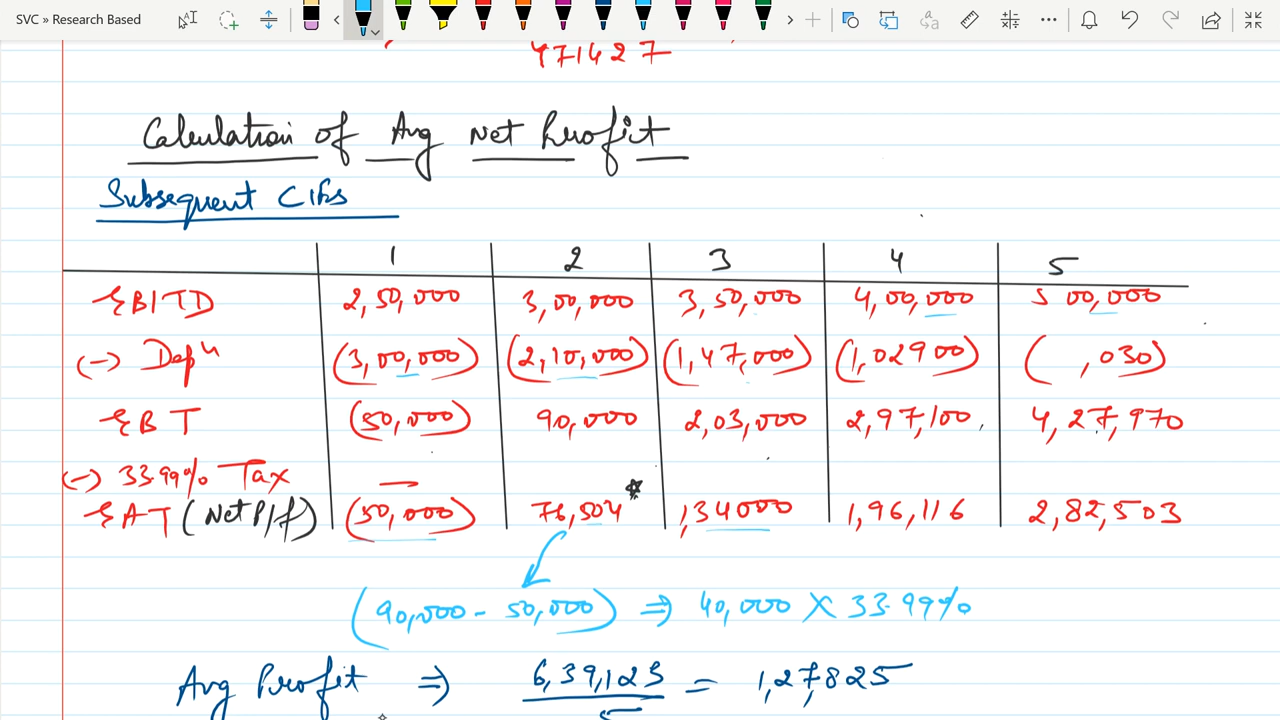 SVC » Research Based
471427
Calculation of Avg Net Profit
Subsequent CIFs
1 2 3 4 5
EBITD 2,50,000 3,00,000 3,50,000 4,00,000 5 00,000
(-) Depn (3,00,000) (2,10,000) (1,47,000) (1,02900) ( ,030)
EBT (50,000) 90,000 2,03,000 2,97,100 4,27,970
(-) 33.99% Tax —
EAT (Net P/f) (50,000) 76,504* 1,34000 1,96,116 2,82,503
(90,000 - 50,000) ⇒ 40,000 X 33.99%
Avg Profit ⇒ 6,39,123 = 1,27,825
5